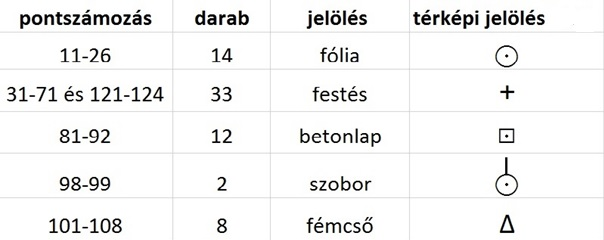 pontszámozás darab jelölés térképi jelölés
11-26 14 fólia
31-71 és 121-124 33 festés +
81-92 12 betonlap
98-99 2 szobor
101-108 8 fémcső Δ